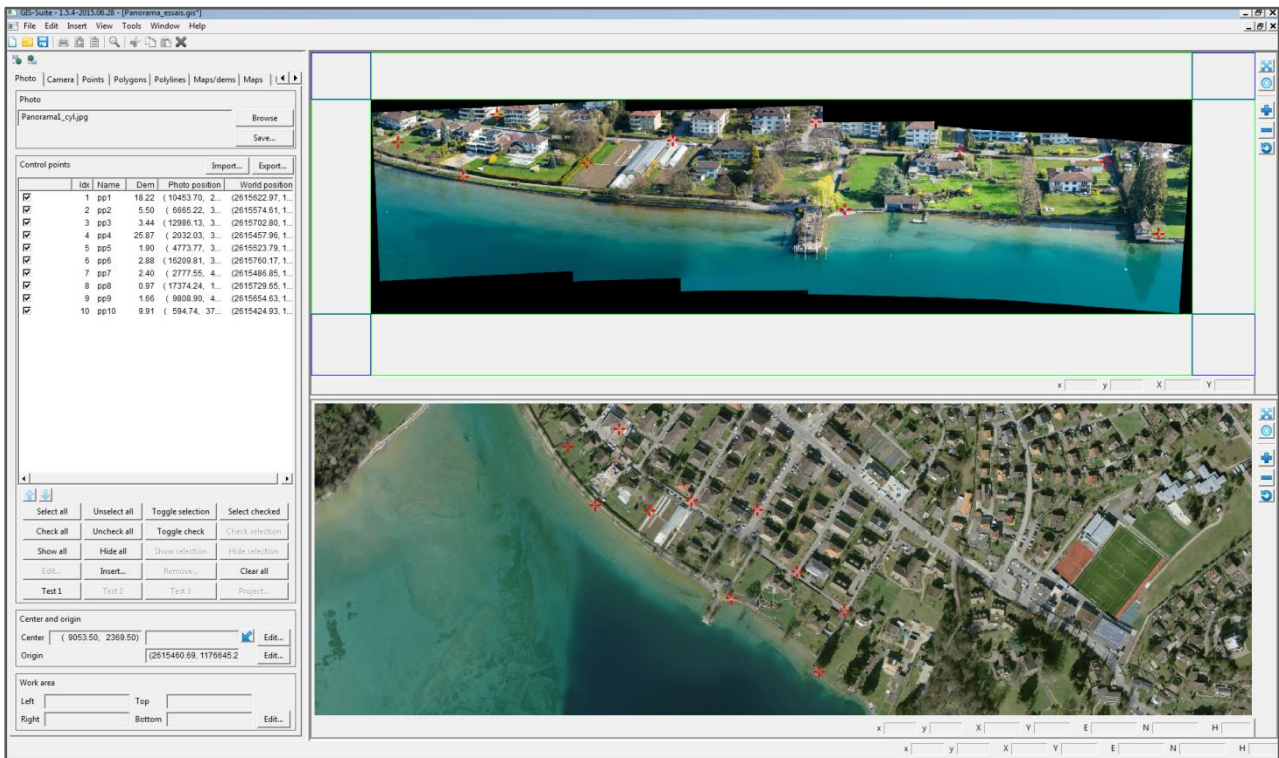 GIS-Suite - 1.5.4-2015.06.28 - [Panorama_essais.gis*]
File Edit Insert View Tools Window Help
Photo Camera Points Polygons Polylines Maps/dems Maps
Photo
Panorama1_cyl.jpg Browse
Save...
Control points Import... Export...
Idx Name Dem Photo position World position
1 pp1 18.22 ( 10453.70, 2... (2615622.97, 1...
2 pp2 5.50 ( 6665.22, 3... (2615574.61, 1...
3 pp3 3.44 ( 12986.13, 3... (2615702.80, 1...
4 pp4 25.87 ( 2032.03, 3... (2615457.96, 1...
5 pp5 1.90 ( 4773.77, 3... (2615523.79, 1...
6 pp6 2.88 ( 16209.81, 3... (2615760.17, 1...
7 pp7 2.40 ( 2777.55, 4... (2615486.85, 1...
8 pp8 0.97 ( 17374.24, 1... (2615729.65, 1...
9 pp9 1.66 ( 9808.90, 4... (2615654.63, 1...
10 pp10 9.91 ( 594.74, 37... (2615424.93, 1...
Select all Unselect all Toggle selection Select checked
Check all Uncheck all Toggle check Check selection
Show all Hide all Show selection Hide selection
Edit... Insert... Remove... Clear all
Test 1 Test 2 Test 3 Project...
Center and origin
Center ( 9053.50, 2369.50) Edit...
Origin (2615460.69, 1176645.2 Edit...
Work area
Left Top
Right Bottom Edit...
x y X Y
x y X Y E N H
x y X Y E N H